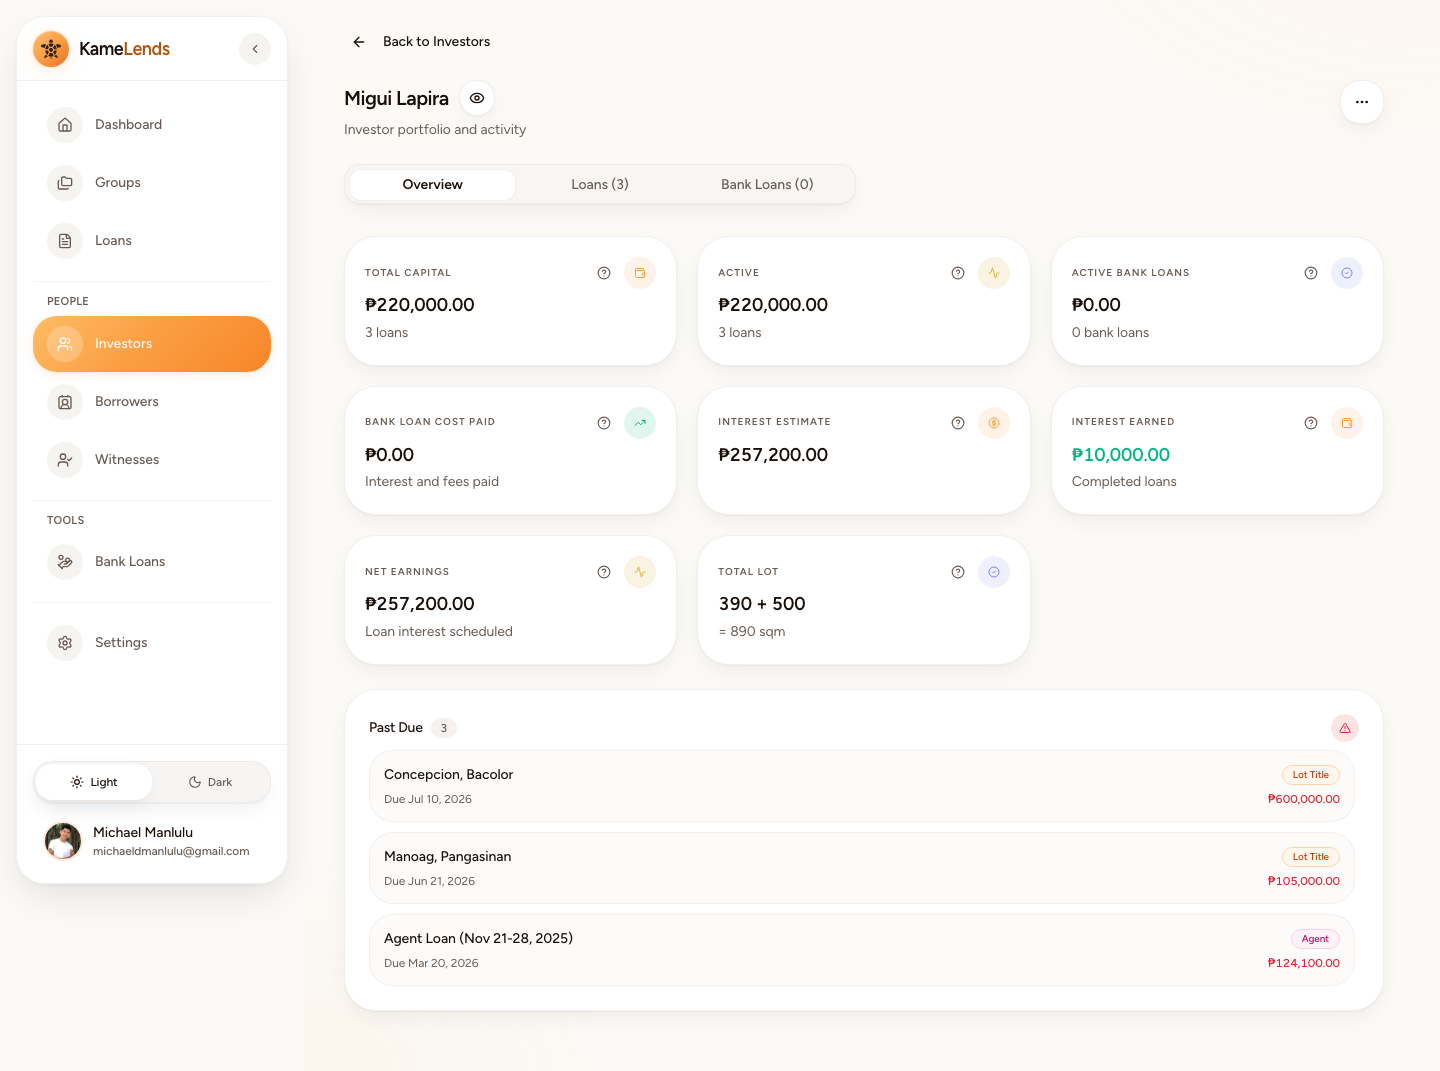 KameLends
Dashboard
Groups
Loans
PEOPLE
Investors
Borrowers
Witnesses
TOOLS
Bank Loans
Settings
Light
Dark
Michael Manlulu
michaeldmanlulu@gmail.com
Back to Investors
Migui Lapira
Investor portfolio and activity
Overview
Loans (3)
Bank Loans (0)
TOTAL CAPITAL
₱220,000.00
3 loans
ACTIVE
₱220,000.00
3 loans
ACTIVE BANK LOANS
₱0.00
0 bank loans
BANK LOAN COST PAID
₱0.00
Interest and fees paid
INTEREST ESTIMATE
₱257,200.00
INTEREST EARNED
₱10,000.00
Completed loans
NET EARNINGS
₱257,200.00
Loan interest scheduled
TOTAL LOT
390 + 500
= 890 sqm
Past Due 3
Concepcion, Bacolor
Lot Title
Due Jul 10, 2026
₱600,000.00
Manoag, Pangasinan
Lot Title
Due Jun 21, 2026
₱105,000.00
Agent Loan (Nov 21-28, 2025)
Agent
Due Mar 20, 2026
₱124,100.00